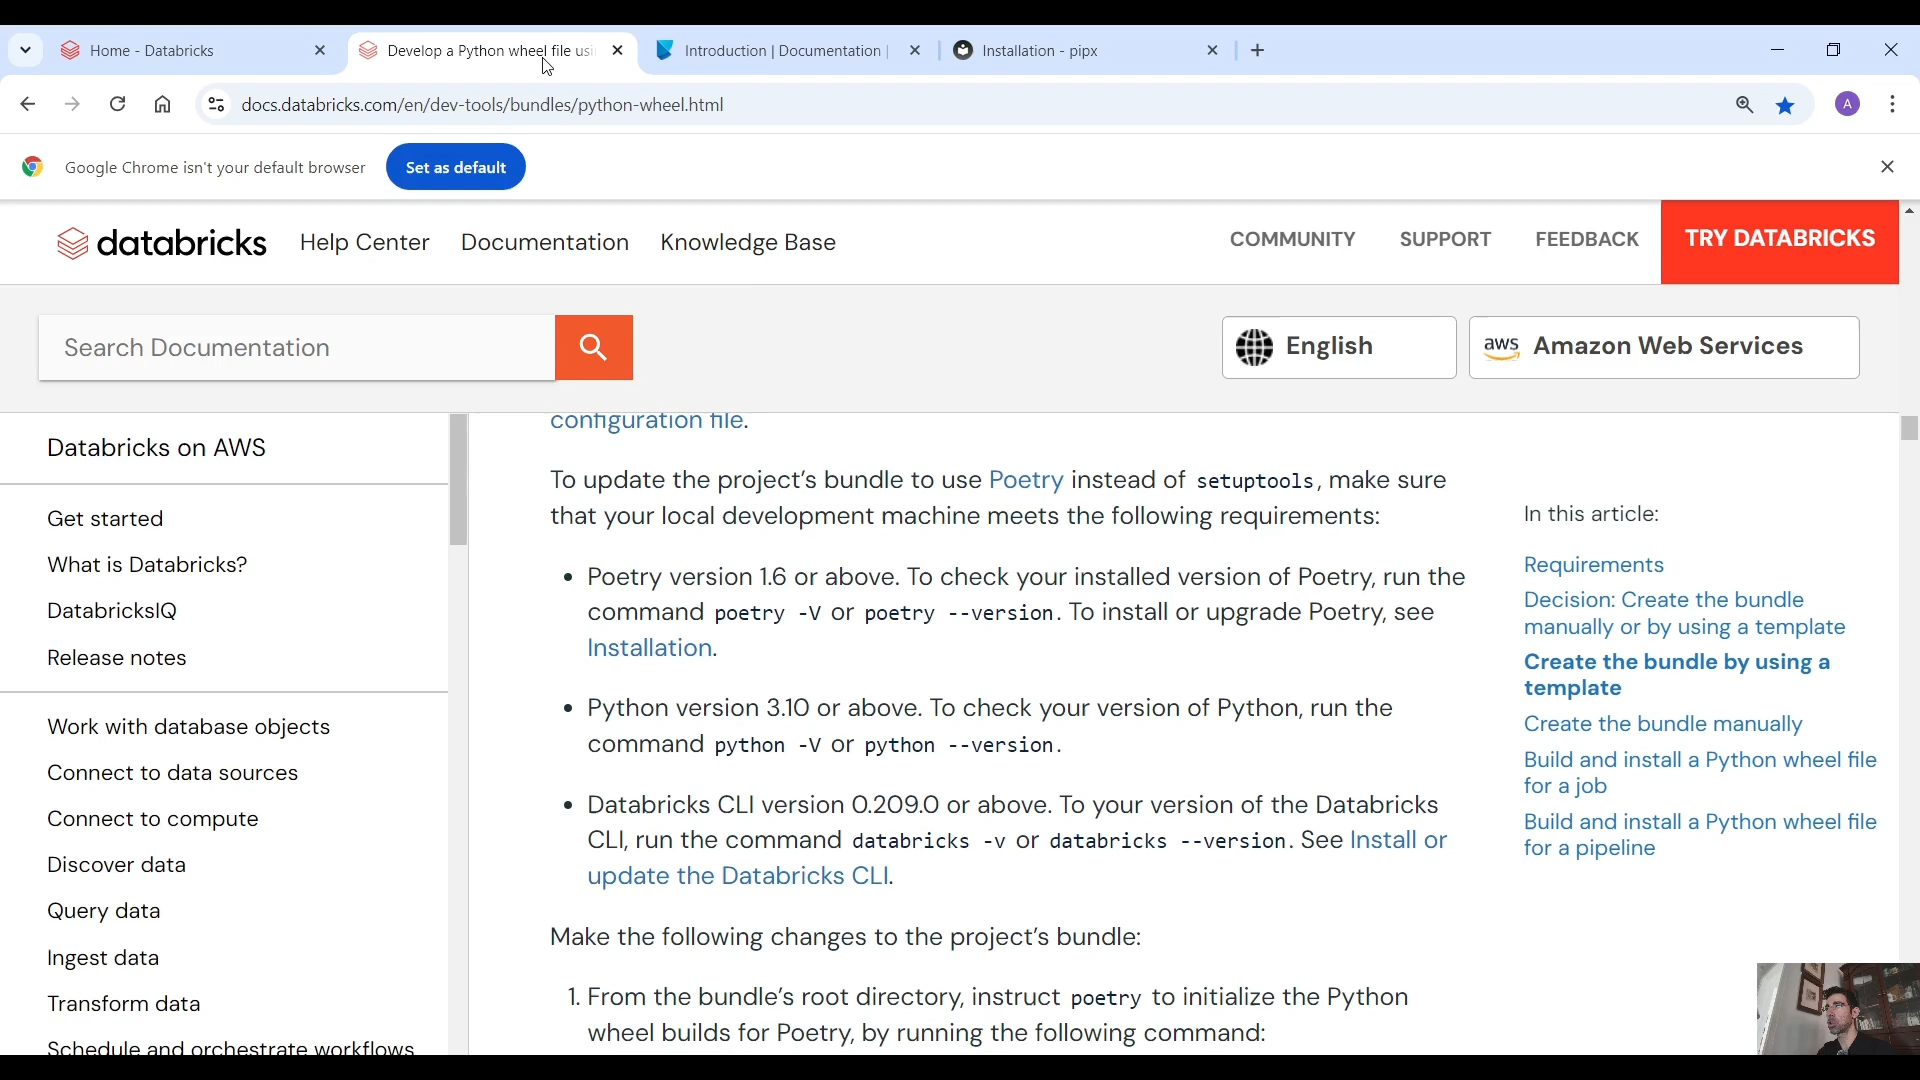 Home - Databricks
Develop a Python wheel file usi
Introduction | Documentation |
Installation - pipx
docs.databricks.com/en/dev-tools/bundles/python-wheel.html
A
Google Chrome isn't your default browser
Set as default
databricks
Help Center
Documentation
Knowledge Base
COMMUNITY
SUPPORT
FEEDBACK
TRY DATABRICKS
Search Documentation
English
aws Amazon Web Services
Databricks on AWS
Get started
What is Databricks?
DatabricksIQ
Release notes
Work with database objects
Connect to data sources
Connect to compute
Discover data
Query data
Ingest data
Transform data
Schedule and orchestrate workflows
configuration file.
To update the project's bundle to use Poetry instead of setuptools, make sure
that your local development machine meets the following requirements:
• Poetry version 1.6 or above. To check your installed version of Poetry, run the
command poetry -V or poetry --version. To install or upgrade Poetry, see
Installation.
• Python version 3.10 or above. To check your version of Python, run the
command python -V or python --version.
• Databricks CLI version 0.209.0 or above. To your version of the Databricks
CLI, run the command databricks -v or databricks --version. See Install or
update the Databricks CLI.
Make the following changes to the project's bundle:
1. From the bundle's root directory, instruct poetry to initialize the Python
wheel builds for Poetry, by running the following command:
In this article:
Requirements
Decision: Create the bundle
manually or by using a template
Create the bundle by using a
template
Create the bundle manually
Build and install a Python wheel file
for a job
Build and install a Python wheel file
for a pipeline